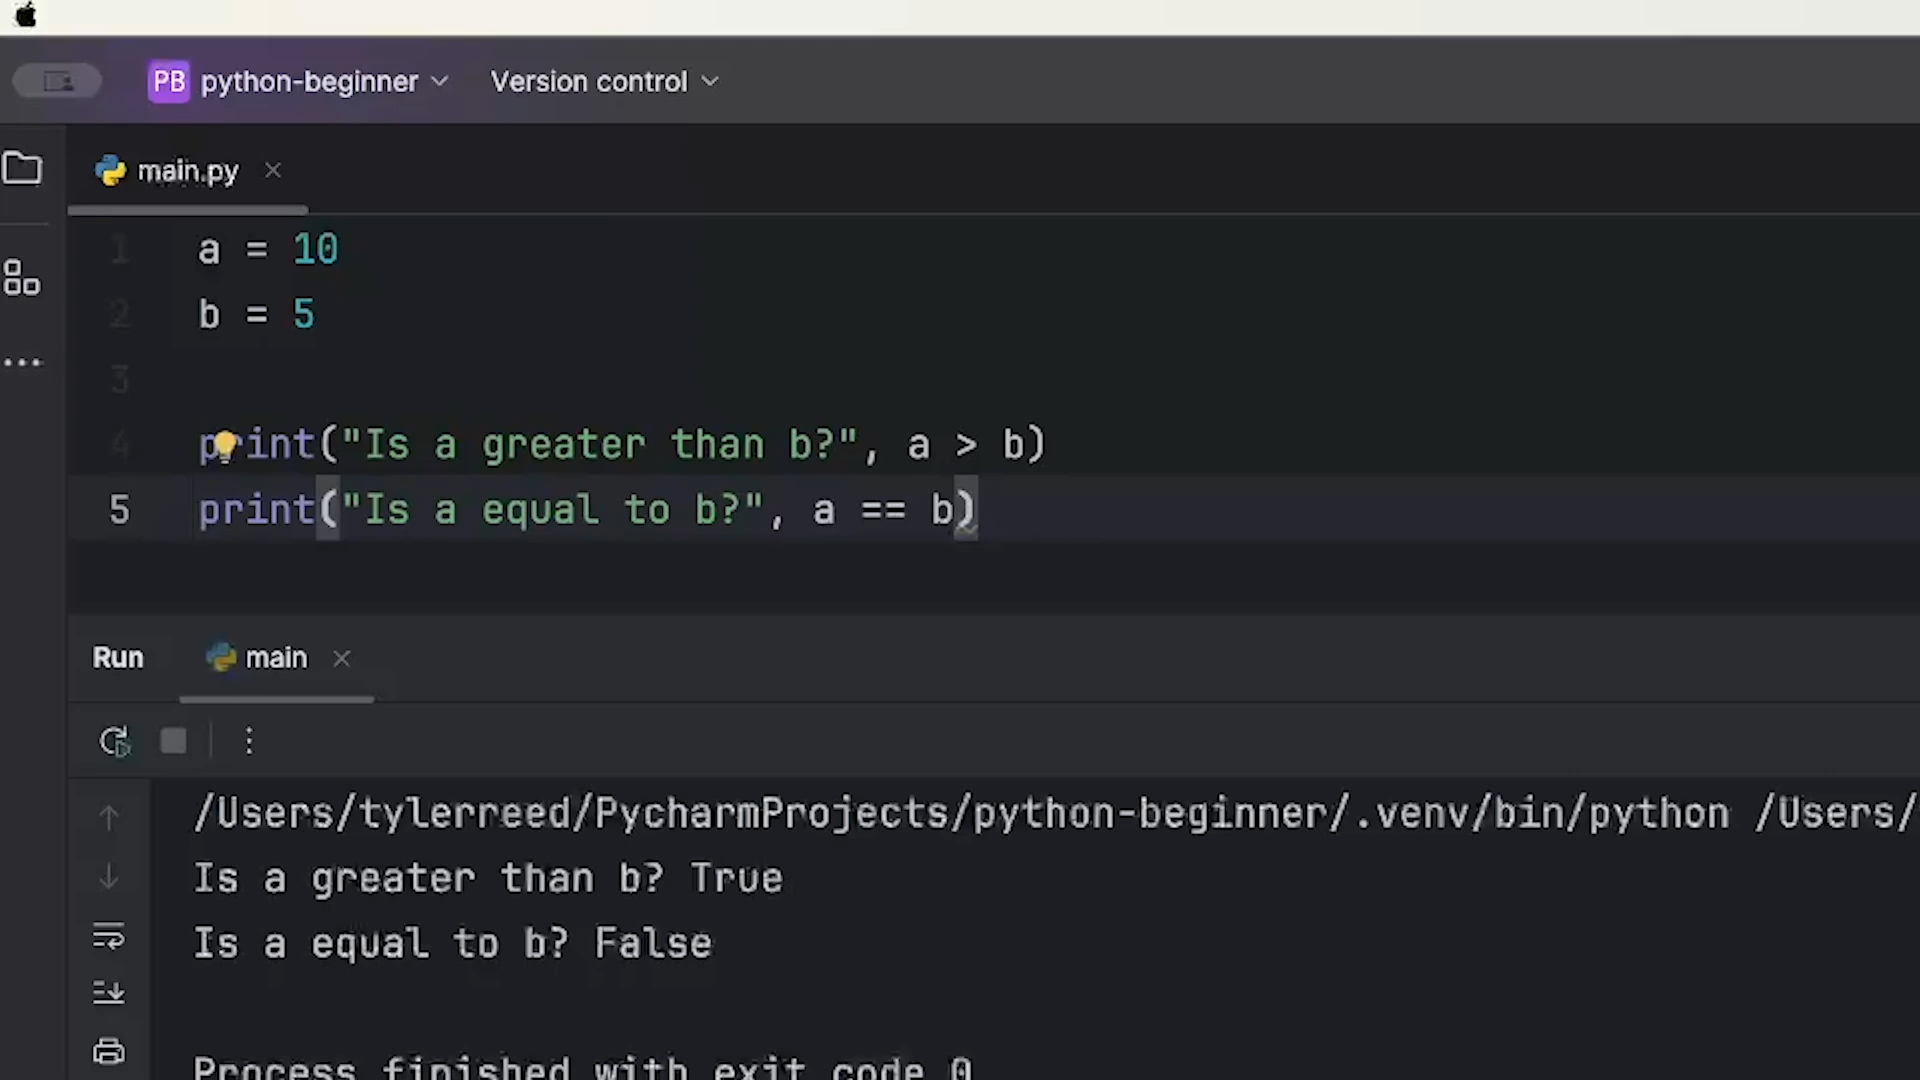 PB python-beginner Version control
main.py
1 a = 10
2 b = 5
3
4 print("Is a greater than b?", a > b)
5 print("Is a equal to b?", a == b)
Run main
/Users/tylerreed/PycharmProjects/python-beginner/.venv/bin/python /Users/
Is a greater than b? True
Is a equal to b? False
Process finished with exit code 0